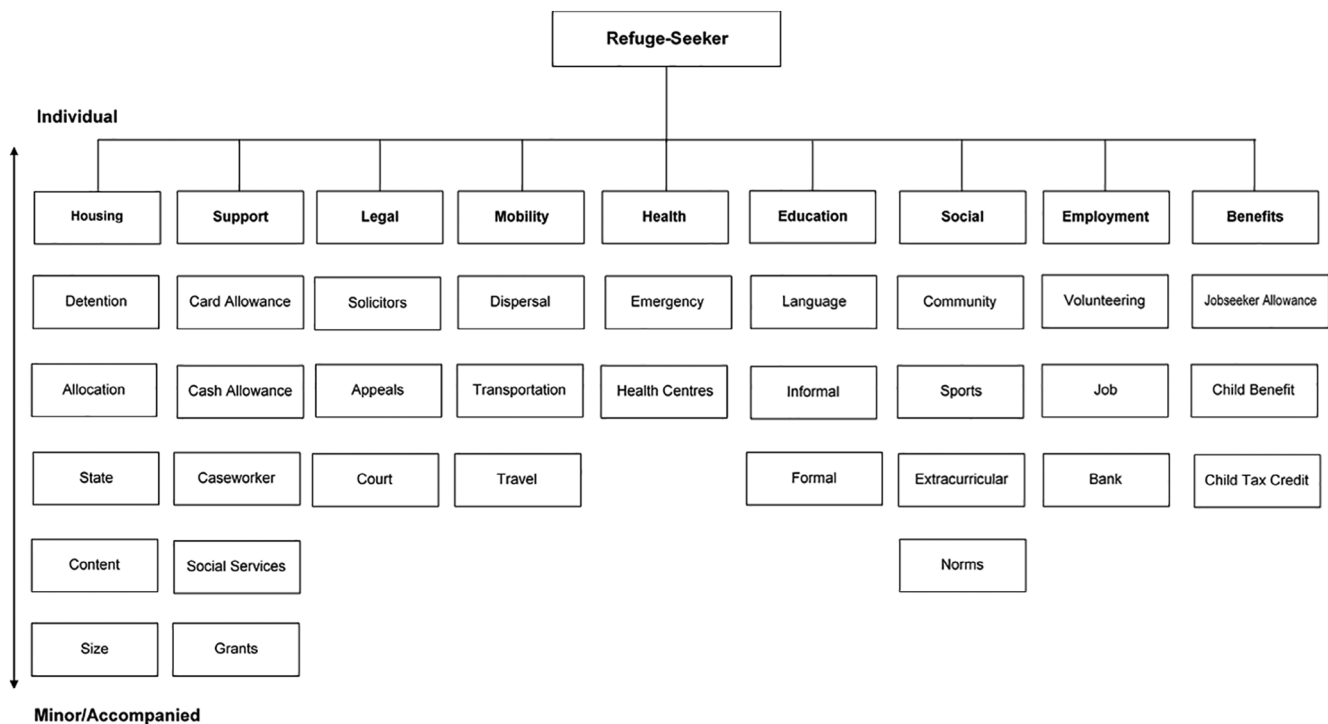 Refuge-Seeker
Individual
Housing
Support
Legal
Mobility
Health
Education
Social
Employment
Benefits
Detention
Card Allowance
Solicitors
Dispersal
Emergency
Language
Community
Volunteering
Jobseeker Allowance
Allocation
Cash Allowance
Appeals
Transportation
Health Centres
Informal
Sports
Job
Child Benefit
State
Caseworker
Court
Travel
Formal
Extracurricular
Bank
Child Tax Credit
Content
Social Services
Norms
Size
Grants
Minor/Accompanied